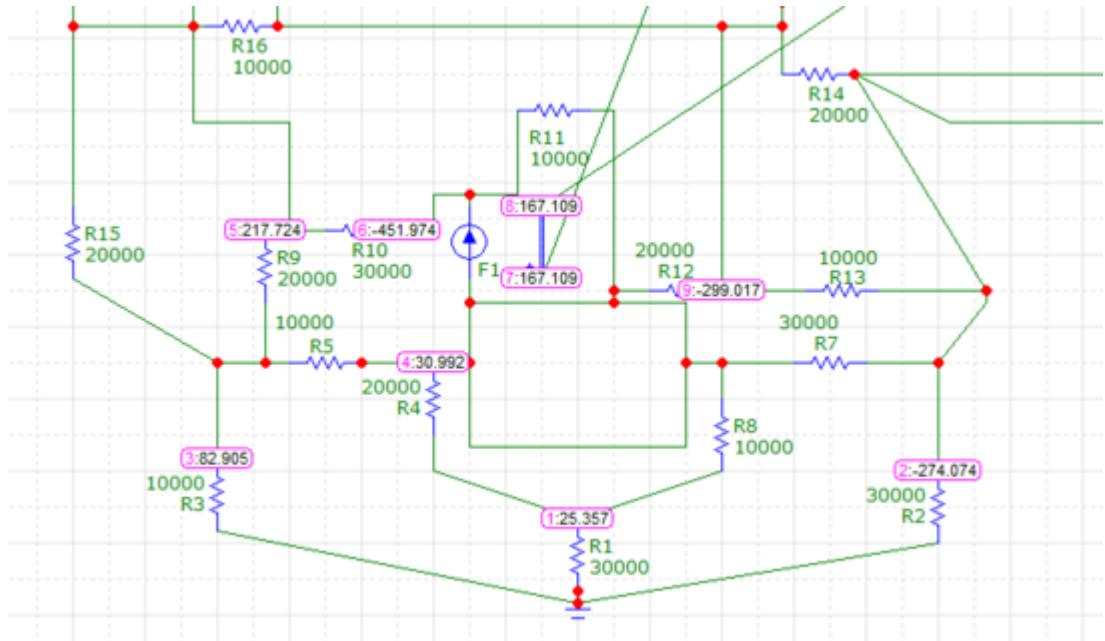 R16
10000
R14
20000
R11
10000
8:167.109
R15
20000
5:217.724
6:-451.974
R10
30000
R9
20000
F1
7:167.109
20000
R12
9:-299.017
10000
R13
10000
R5
30000
R7
4:30.992
20000
R4
R8
10000
3:82.905
10000
R3
2:-274.074
30000
R2
1:25.357
R1
30000